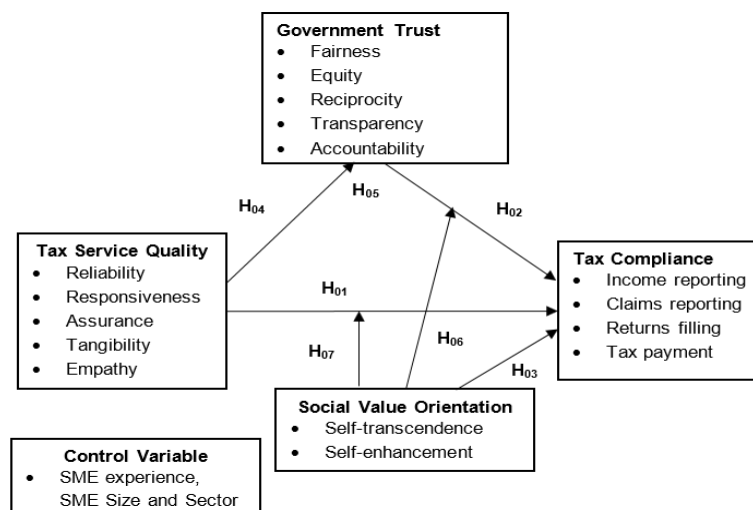 Government Trust
• Fairness
• Equity
• Reciprocity
• Transparency
• Accountability
H04
H05
H02
Tax Service Quality
• Reliability
• Responsiveness
• Assurance
• Tangibility
• Empathy
H01
Tax Compliance
• Income reporting
• Claims reporting
• Returns filling
• Tax payment
H07
H06
H03
Social Value Orientation
• Self-transcendence
• Self-enhancement
Control Variable
• SME experience,
SME Size and Sector